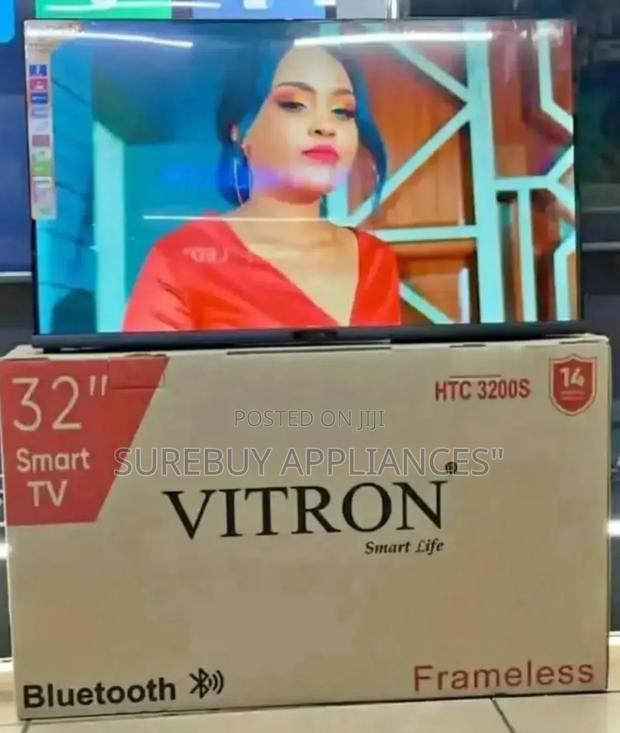 32"
Smart
TV
HTC 3200S
14
POSTED ON JIJI
SUREBUY APPLIANCES"
VITRON®
Smart Life
Bluetooth
Frameless